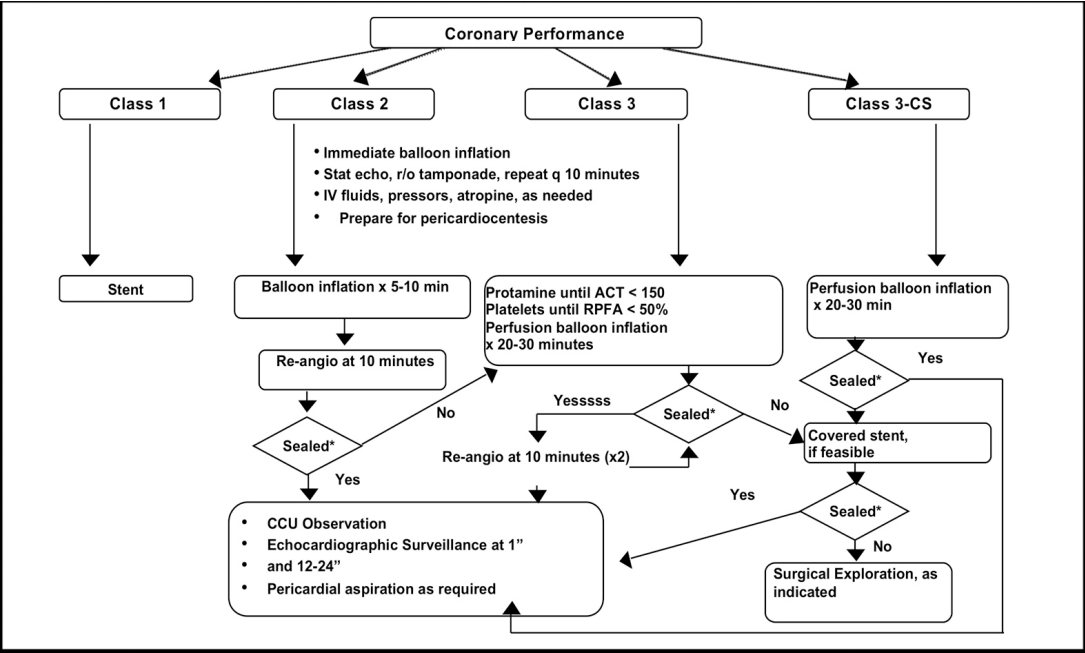 Coronary Performance
Class 1
Class 2
Class 3
Class 3-CS
• Immediate balloon inflation
• Stat echo, r/o tamponade, repeat q 10 minutes
• IV fluids, pressors, atropine, as needed
• Prepare for pericardiocentesis
Stent
Balloon inflation x 5-10 min
Protamine until ACT < 150
Platelets until RPFA < 50%
Perfusion balloon inflation
x 20-30 minutes
Perfusion balloon inflation
x 20-30 min
Re-angio at 10 minutes
Yes
Sealed*
No
Yesssss
Sealed*
No
Sealed*
Covered stent,
if feasible
Re-angio at 10 minutes (x2)
Yes
Yes
Sealed*
No
• CCU Observation
• Echocardiographic Surveillance at 1”
• and 12-24”
• Pericardial aspiration as required
Surgical Exploration, as
indicated